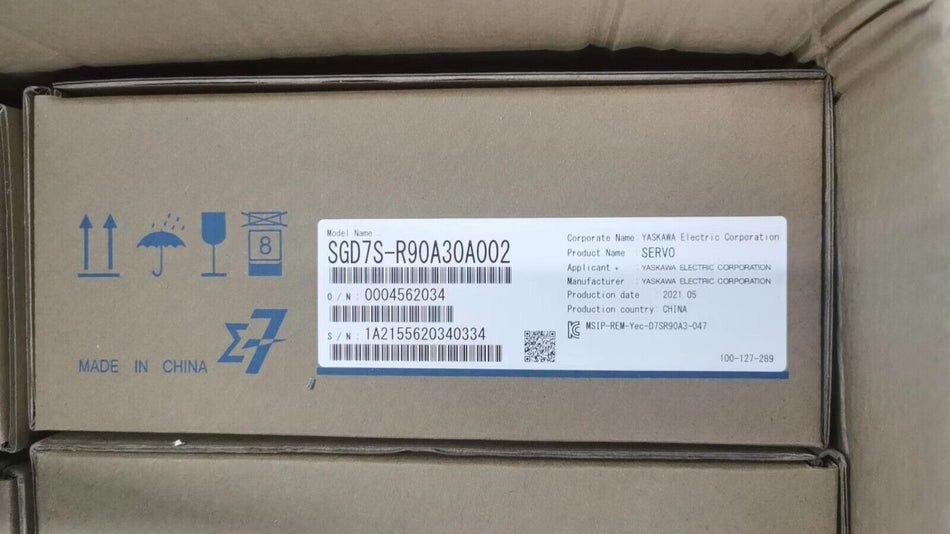 Model Name
SGD7S-R90A30A002
O/N: 0004562034
S/N: 1A2155620340334
Corporate Name: YASKAWA Electric Corporation
Product Name : SERVO
Applicant + : YASKAWA ELECTRIC CORPORATION
Manufacturer : YASKAWA ELECTRIC CORPORATION
Production date : 2021 05
Production country: CHINA
MSIP-REM-Yec-D7SR90A3-047
100-127-289
8
Σ-7
MADE IN CHINA